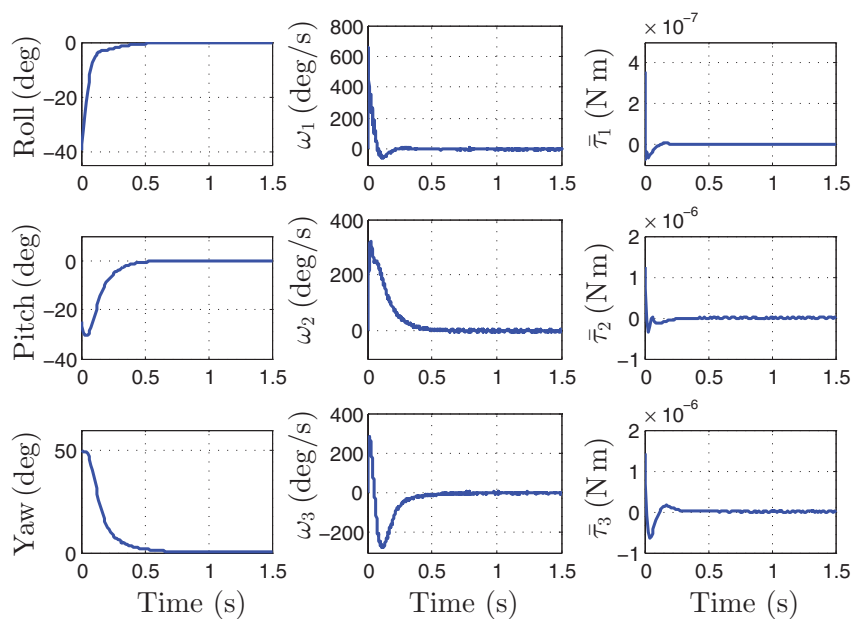 Roll (deg)
0
−20
−40
0 0.5 1 1.5
ω1 (deg/s)
800
600
400
200
0
0 0.5 1 1.5
× 10−7
τ̄1 (N m)
4
2
0
0 0.5 1 1.5
Pitch (deg)
0
−20
−40
0 0.5 1 1.5
ω2 (deg/s)
400
200
0
0 0.5 1 1.5
× 10−6
τ̄2 (N m)
2
1
0
−1
0 0.5 1 1.5
Yaw (deg)
50
0
0 0.5 1 1.5
Time (s)
ω3 (deg/s)
400
200
0
−200
0 0.5 1 1.5
Time (s)
× 10−6
τ̄3 (N m)
2
1
0
−1
0 0.5 1 1.5
Time (s)